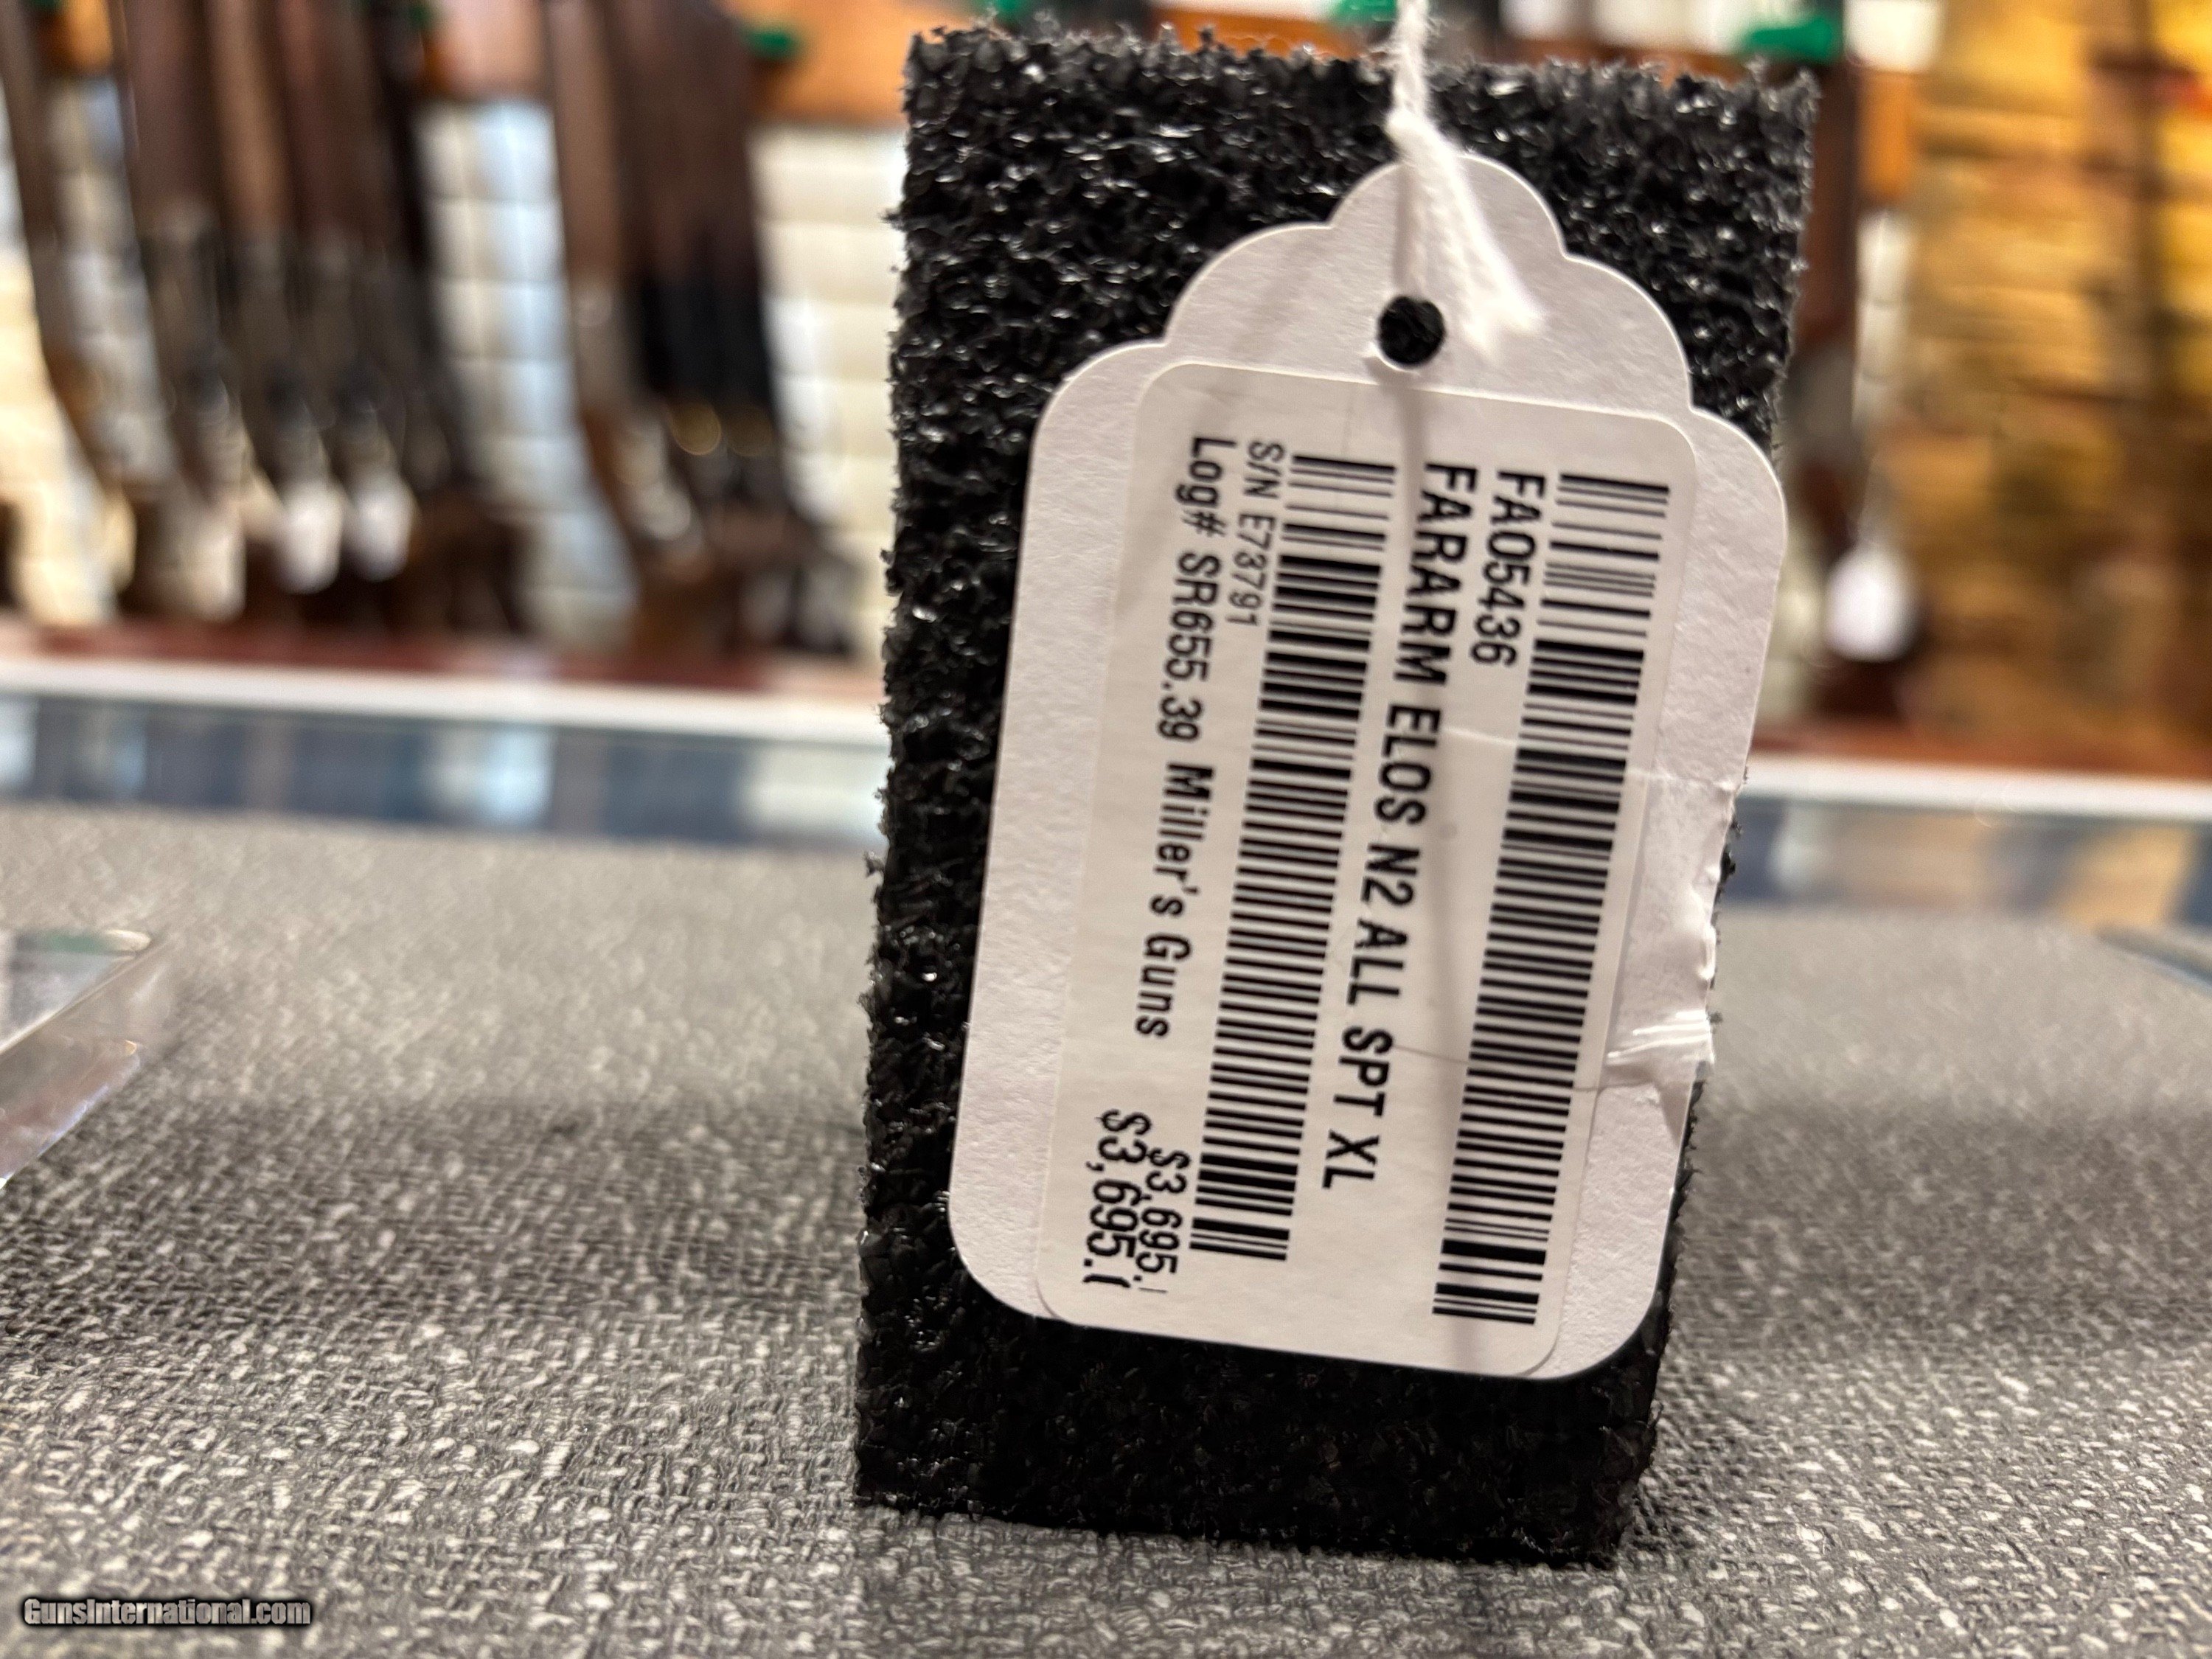 FA05436
FARARM ELOS N2 ALL SPT XL
S/N E73791
$3,695.
Log# SR655.39 Miller's Guns
$3,695.(
GunsInternational.com